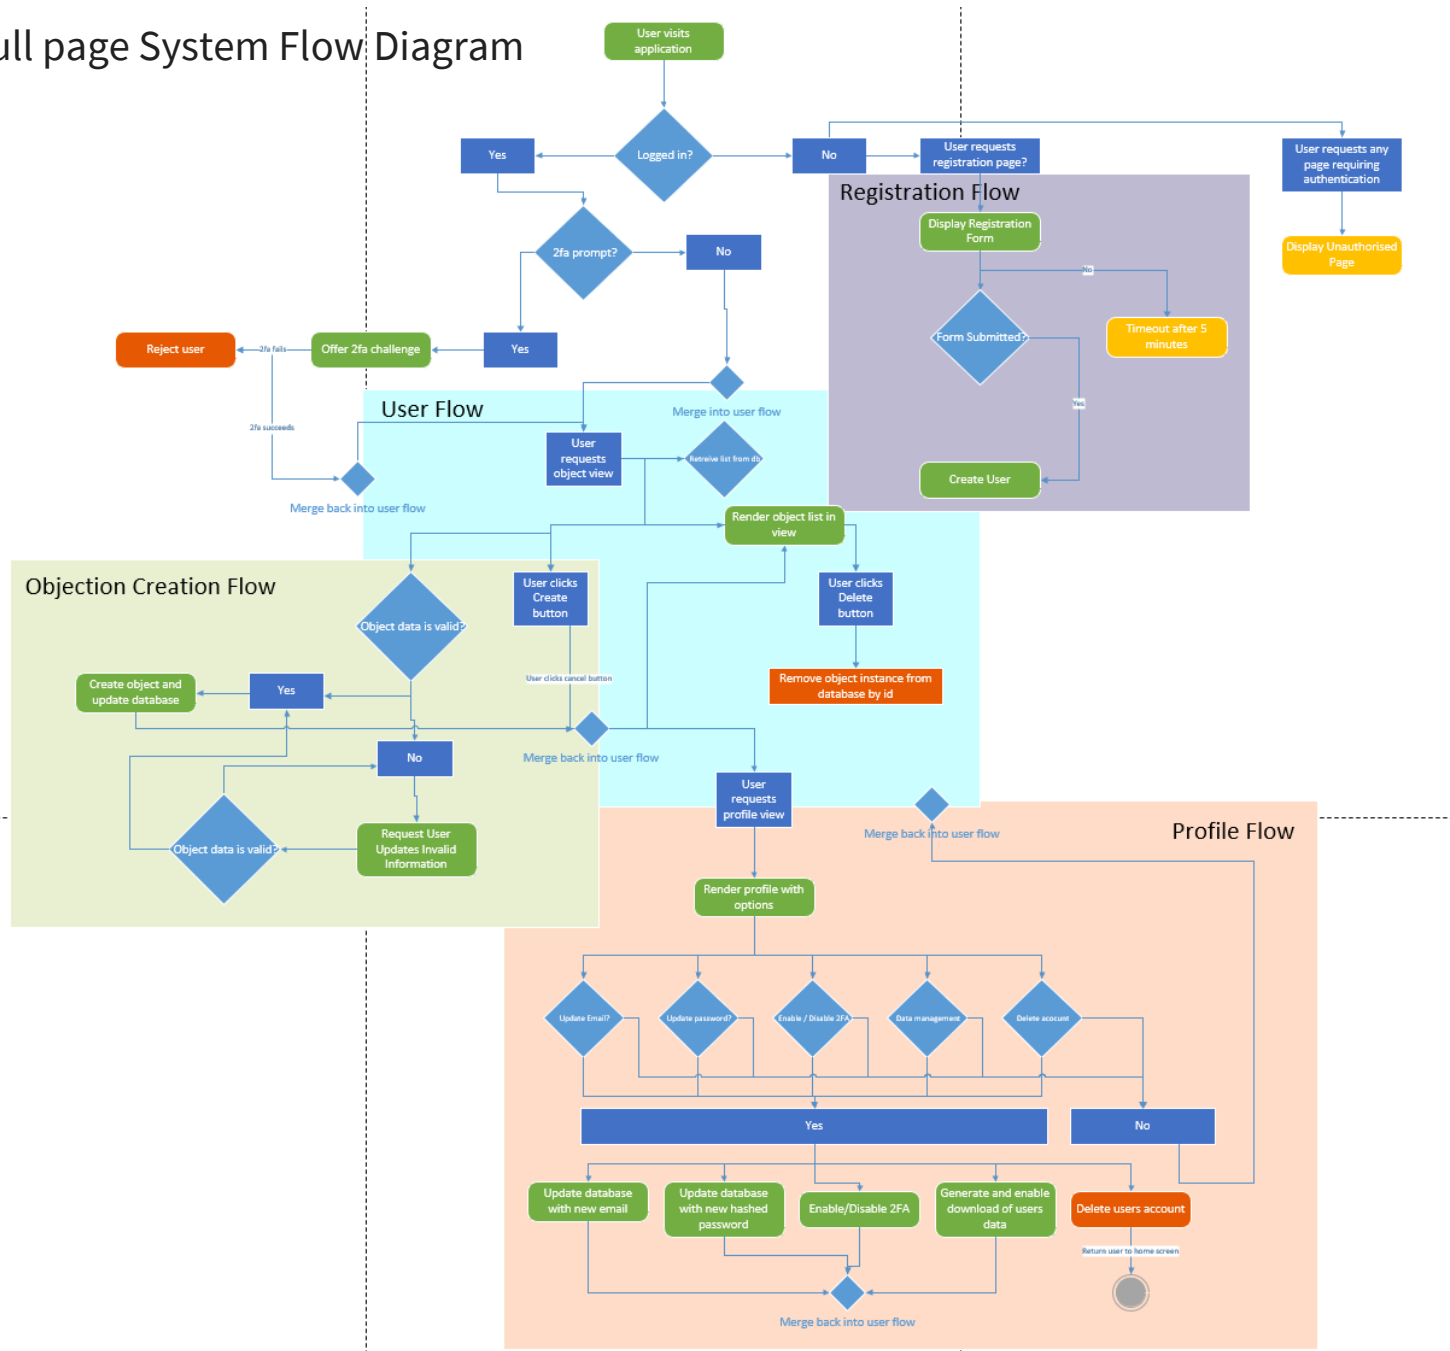 ull page System Flow Diagram
User visits
application
Logged in?
Yes
No
User requests
registration page?
User requests any
page requiring
authentication
Registration Flow
Display Registration
Form
Display Unauthorised
Page
2fa prompt?
No
No
Form Submitted?
Timeout after 5
minutes
Yes
Reject user
2fa fails
Offer 2fa challenge
Yes
2fa succeeds
Merge back into user flow
User Flow
Merge into user flow
User
requests
object view
Retreive list from db
Create User
Render object list in
view
Objection Creation Flow
Object data is valid?
User clicks
Create
button
User clicks
Delete
button
User clicks cancel button
Remove object instance from
database by id
Create object and
update database
Yes
No
Merge back into user flow
Object data is valid?
Request User
Updates Invalid
Information
User
requests
profile view
Merge back into user flow
Profile Flow
Render profile with
options
Update Email?
Update password?
Enable / Disable 2FA
Data management
Delete acocunt
Yes
No
Update database
with new email
Update database
with new hashed
password
Enable/Disable 2FA
Generate and enable
download of users
data
Delete users account
Return user to home screen
Merge back into user flow